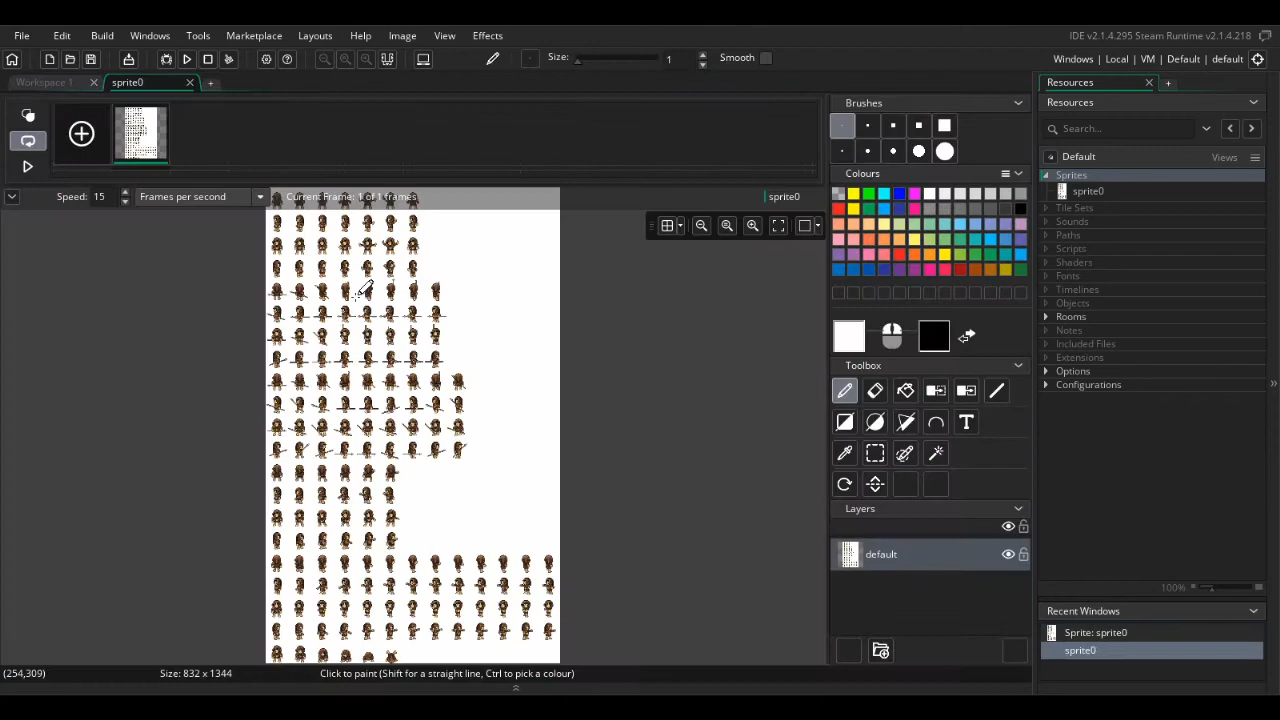 File Edit Build Windows Tools Marketplace Layouts Help Image View Effects IDE v2.1.4.295 Steam Runtime v2.1.4.218
Size: 1 Smooth Windows | Local | VM | Default | default
Workspace 1 sprite0 Resources
Brushes Resources
Search...
Default Views
Colours Sprites
Speed: 15 Frames per second Current Frame: 1 of 1 frames sprite0 sprite0
Tile Sets
Sounds
Paths
Scripts
Shaders
Fonts
Timelines
Objects
Rooms
Notes
Included Files
Extensions
Toolbox Options
Configurations
T
Layers
default
100%
Recent Windows
Sprite: sprite0
sprite0
(254,309) Size: 832 x 1344 Click to paint (Shift for a straight line, Ctrl to pick a colour)